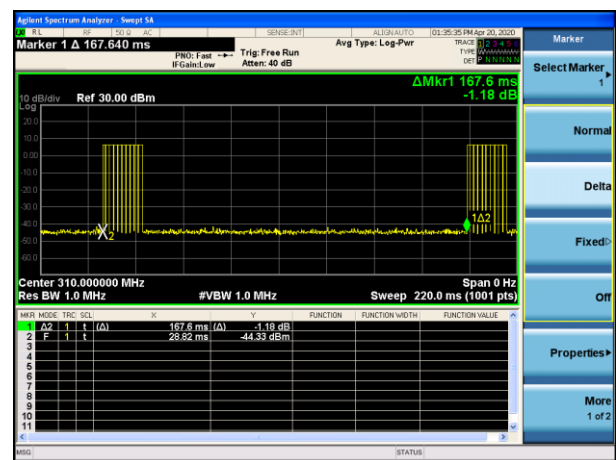 Agilent Spectrum Analyzer - Swept SA
RL RF 50 Ω AC SENSE:INT ALIGN AUTO 01:35:35 PM Apr 20, 2020
Marker 1 Δ 167.640 ms
PNO: Fast Trig: Free Run Avg Type: Log-Pwr TRACE 1 2 3 4 5 6
IFGain:Low Atten: 40 dB TYPE
DET P N N N N N
Marker
Select Marker
1
ΔMkr1 167.6 ms
-1.18 dB
10 dB/div Ref 30.00 dBm
Log
20.0
10.0
0.00
-10.0
-20.0
-30.0
-40.0
-50.0
-60.0
1Δ2
X2
Normal
Delta
Fixed
Off
Center 310.000000 MHz Span 0 Hz
Res BW 1.0 MHz #VBW 1.0 MHz Sweep 220.0 ms (1001 pts)
MKR MODE TRC SCL X Y FUNCTION FUNCTION WIDTH FUNCTION VALUE
1 Δ2 1 t (Δ) 167.6 ms (Δ) -1.18 dB
2 F 1 t 28.82 ms -44.33 dBm
3
4
5
6
7
8
9
10
11
Properties
More
1 of 2
MSG STATUS